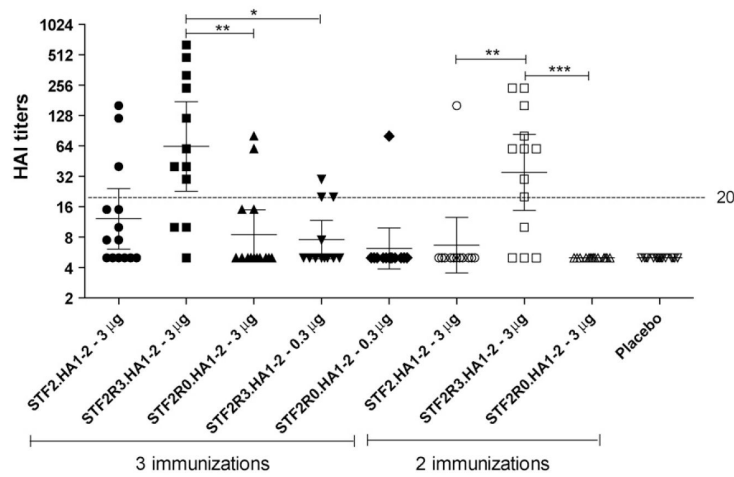 HAI titers
1024
512
256
128
64
32
16
8
4
2
*
**
**
***
20
STF2.HA1-2 - 3 µg
STF2R3.HA1-2 - 3 µg
STF2R0.HA1-2 - 3 µg
STF2R3.HA1-2 - 0.3 µg
STF2R0.HA1-2 - 0.3 µg
STF2.HA1-2 - 3 µg
STF2R3.HA1-2 - 3 µg
STF2R0.HA1-2 - 3 µg
Placebo
3 immunizations
2 immunizations